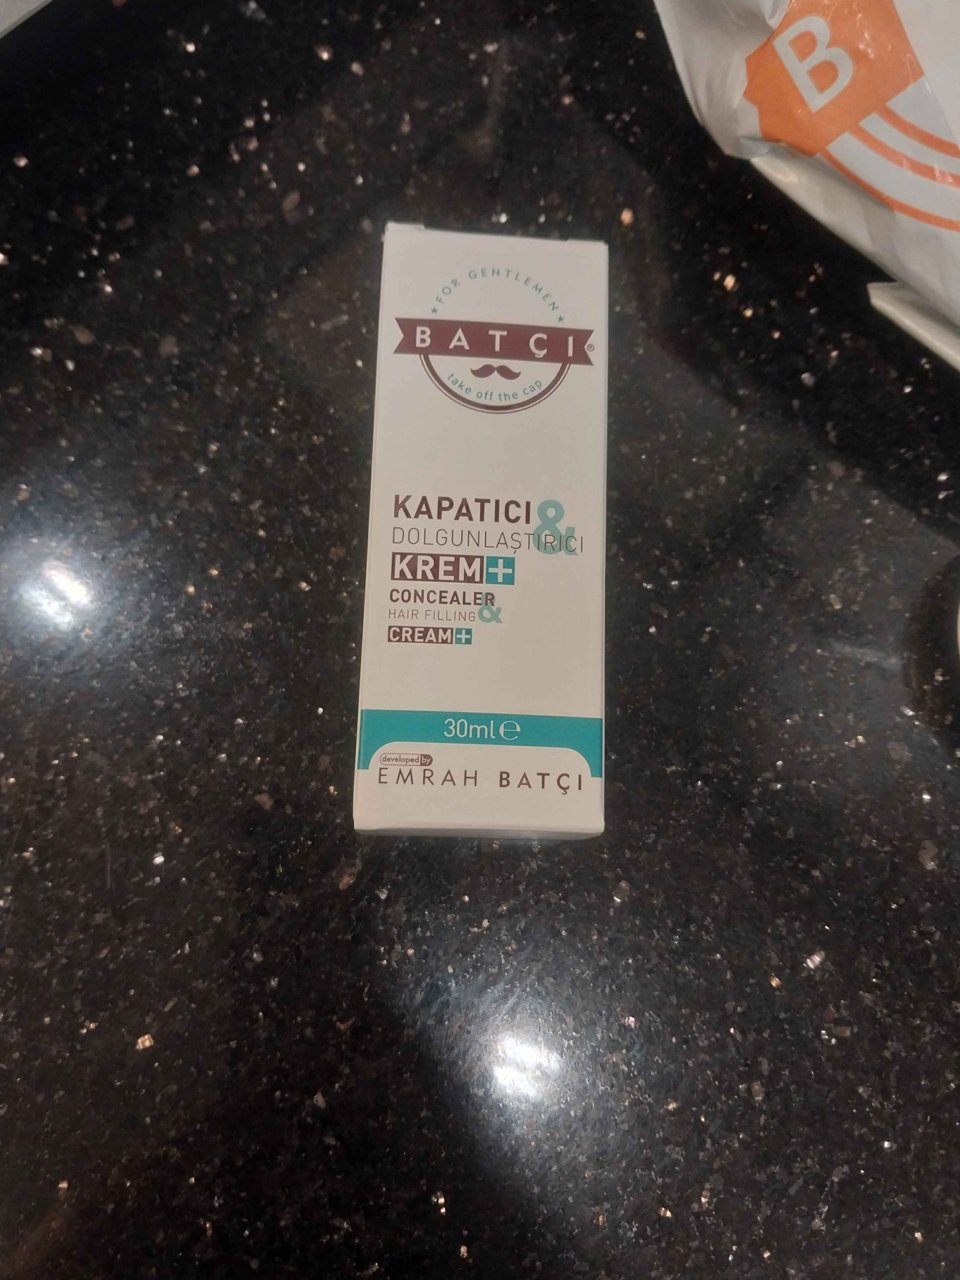 B
FOR GENTLEMEN
BATÇI®
take off the cap
KAPATICI &
DOLGUNLAŞTIRICI
KREM+
CONCEALER
HAIR FILLING &
CREAM+
30ml ℮
developed by
EMRAH BATÇI